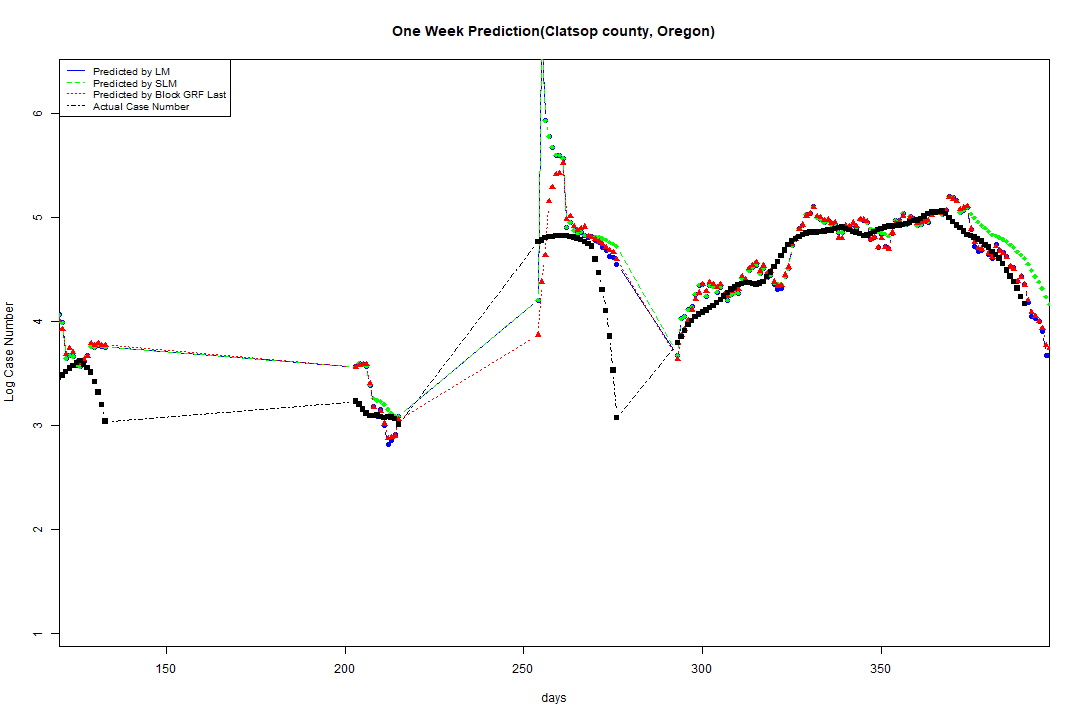 One Week Prediction(Clatsop county, Oregon)
Predicted by LM
Predicted by SLM
Predicted by Block GRF Last
Actual Case Number
Log Case Number
6
5
4
3
2
1
150 200 250 300 350
days